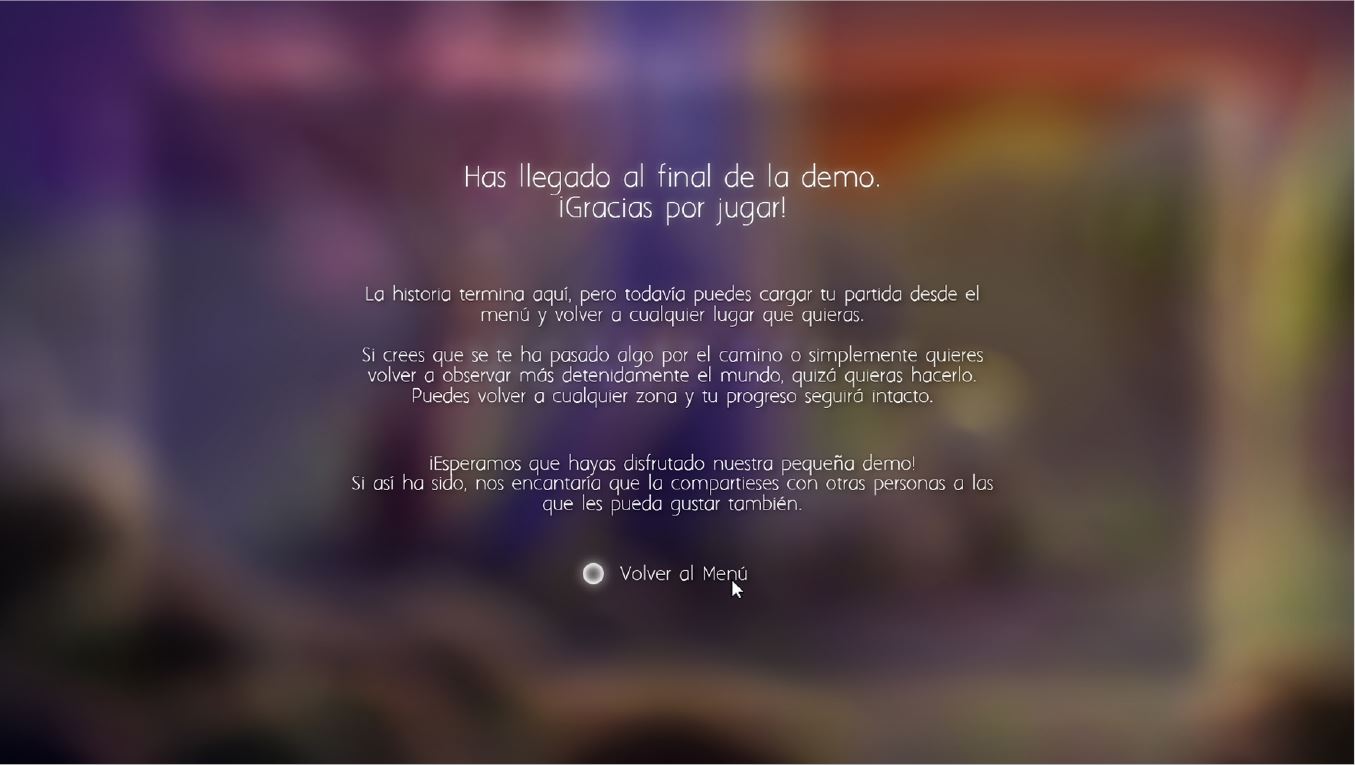 Has llegado al final de la demo.
¡Gracias por jugar!
La historia termina aquí, pero todavía puedes cargar tu partida desde el
menú y volver a cualquier lugar que quieras.
Si crees que se te ha pasado algo por el camino o simplemente quieres
volver a observar más detenidamente el mundo, quizá quieras hacerlo.
Puedes volver a cualquier zona y tu progreso seguirá intacto.
¡Esperamos que hayas disfrutado nuestra pequeña demo!
Si así ha sido, nos encantaría que la compartieses con otras personas a las
que les pueda gustar también.
Volver al Menú